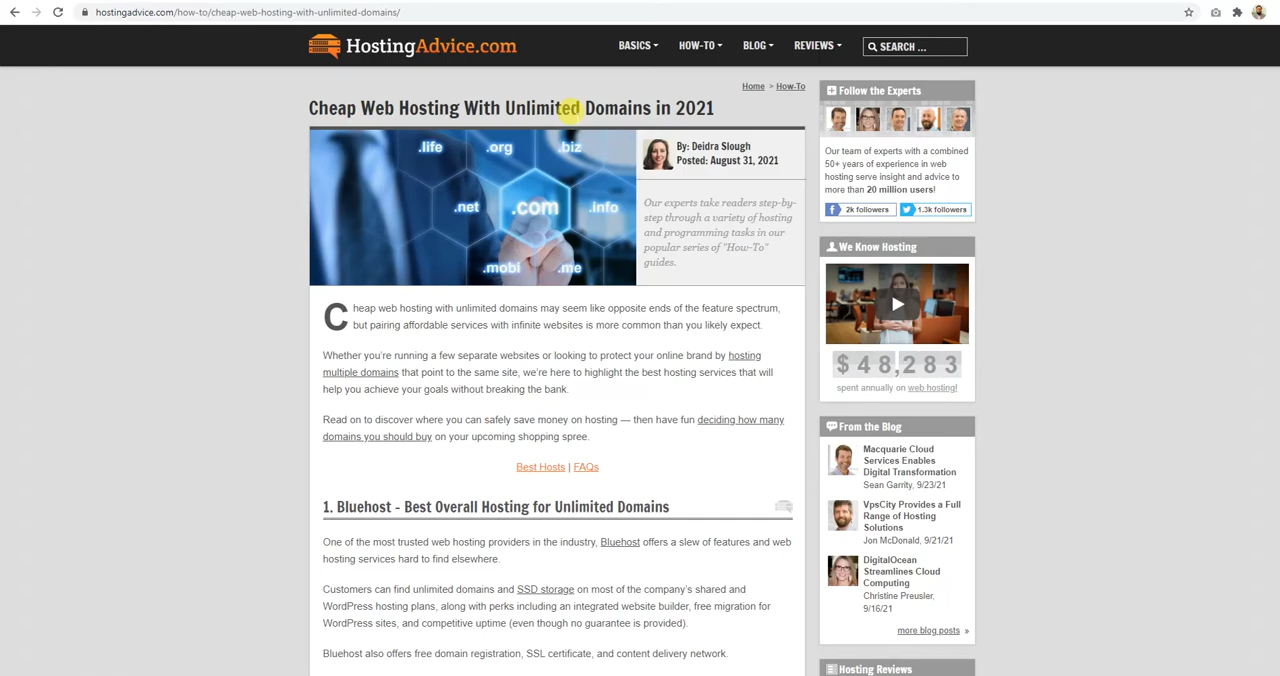 hostingadvice.com/how-to/cheap-web-hosting-with-unlimited-domains/
HostingAdvice.com
BASICS
HOW-TO
BLOG
REVIEWS
SEARCH ...
Home > How-To
Cheap Web Hosting With Unlimited Domains in 2021
.life
.org
.biz
.net
.com
.info
.mobi
.me
By: Deidra Slough
Posted: August 31, 2021
Our experts take readers step-by-
step through a variety of hosting
and programming tasks in our
popular series of "How-To"
guides.
Cheap web hosting with unlimited domains may seem like opposite ends of the feature spectrum,
but pairing affordable services with infinite websites is more common than you likely expect.
Whether you're running a few separate websites or looking to protect your online brand by hosting
multiple domains that point to the same site, we're here to highlight the best hosting services that will
help you achieve your goals without breaking the bank.
Read on to discover where you can safely save money on hosting — then have fun deciding how many
domains you should buy on your upcoming shopping spree.
Best Hosts | FAQs
1. Bluehost - Best Overall Hosting for Unlimited Domains
One of the most trusted web hosting providers in the industry, Bluehost offers a slew of features and web
hosting services hard to find elsewhere.
Customers can find unlimited domains and SSD storage on most of the company's shared and
WordPress hosting plans, along with perks including an integrated website builder, free migration for
WordPress sites, and competitive uptime (even though no guarantee is provided).
Bluehost also offers free domain registration, SSL certificate, and content delivery network.
Follow the Experts
Our team of experts with a combined
50+ years of experience in web
hosting serve insight and advice to
more than 20 million users!
2k followers
1.3k followers
We Know Hosting
$48,283
spent annually on web hosting!
From the Blog
Macquarie Cloud
Services Enables
Digital Transformation
Sean Garrity, 9/23/21
VpsCity Provides a Full
Range of Hosting
Solutions
Jon McDonald, 9/21/21
DigitalOcean
Streamlines Cloud
Computing
Christine Preusler,
9/16/21
more blog posts »
Hosting Reviews